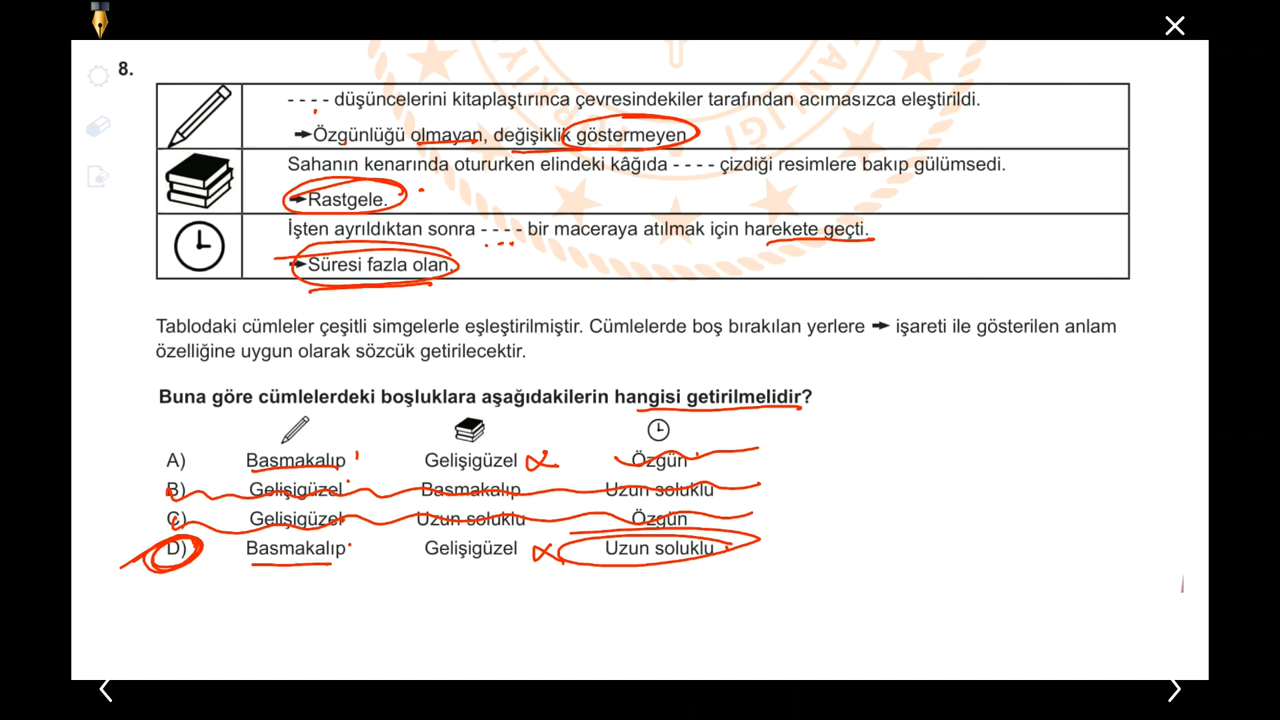 8.
- - - - düşüncelerini kitaplaştırınca çevresindekiler tarafından acımasızca eleştirildi.
➡Özgünlüğü olmayan, değişiklik göstermeyen
Sahanın kenarında otururken elindeki kâğıda - - - - çizdiği resimlere bakıp gülümsedi.
➡Rastgele.
İşten ayrıldıktan sonra - - - - bir maceraya atılmak için harekete geçti.
➡Süresi fazla olan.
Tablodaki cümleler çeşitli simgelerle eşleştirilmiştir. Cümlelerde boş bırakılan yerlere ➡ işareti ile gösterilen anlam
özelliğine uygun olarak sözcük getirilecektir.
Buna göre cümlelerdeki boşluklara aşağıdakilerin hangisi getirilmelidir?
A) Basmakalıp Gelişigüzel Özgün
B) Gelişigüzel Basmakalıp Uzun soluklu
C) Gelişigüzel Uzun soluklu Özgün
D) Basmakalıp Gelişigüzel Uzun soluklu